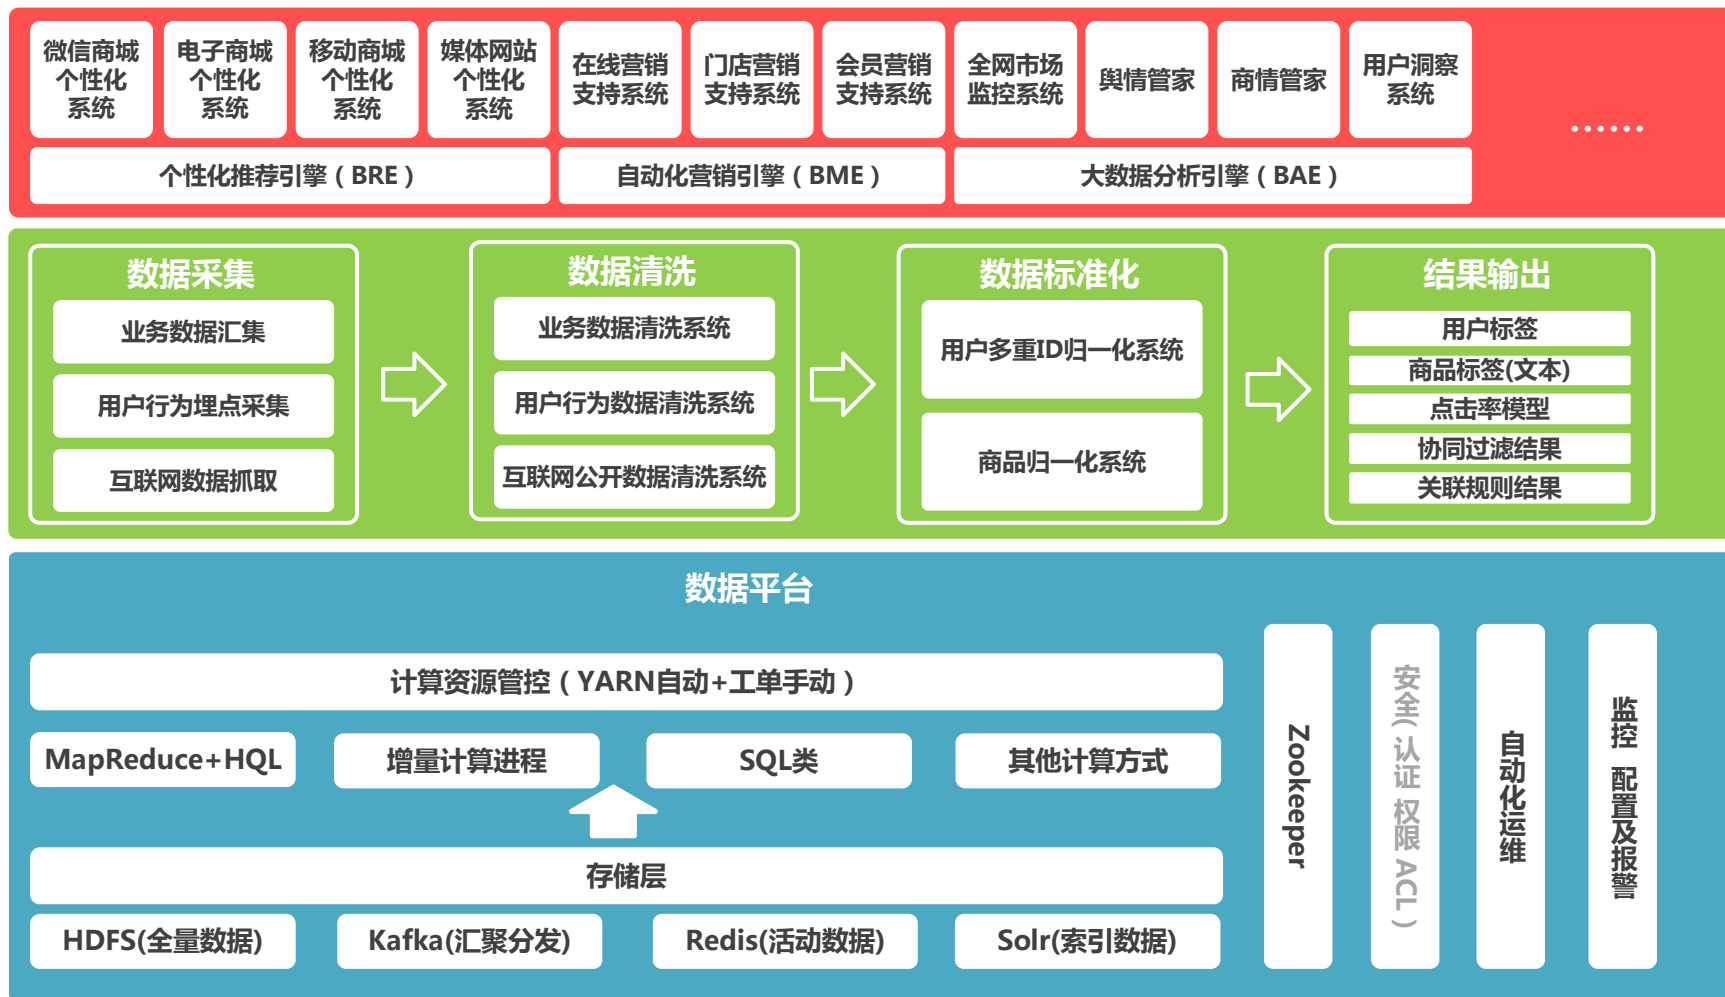 微信商城
个性化
系统
电子商城
个性化
系统
移动商城
个性化
系统
媒体网站
个性化
系统
在线营销
支持系统
门店营销
支持系统
会员营销
支持系统
全网市场
监控系统
舆情管家
商情管家
用户洞察
系统
……
个性化推荐引擎（BRE）
自动化营销引擎（BME）
大数据分析引擎（BAE）
数据采集
业务数据汇集
用户行为埋点采集
互联网数据抓取
数据清洗
业务数据清洗系统
用户行为数据清洗系统
互联网公开数据清洗系统
数据标准化
用户多重ID归一化系统
商品归一化系统
结果输出
用户标签
商品标签(文本)
点击率模型
协同过滤结果
关联规则结果
数据平台
计算资源管控（YARN自动+工单手动）
MapReduce+HQL
增量计算进程
SQL类
其他计算方式
存储层
HDFS(全量数据)
Kafka(汇聚分发)
Redis(活动数据)
Solr(索引数据)
Zookeeper
安全(认证 权限 ACL)
自动化运维
监控 配置及报警